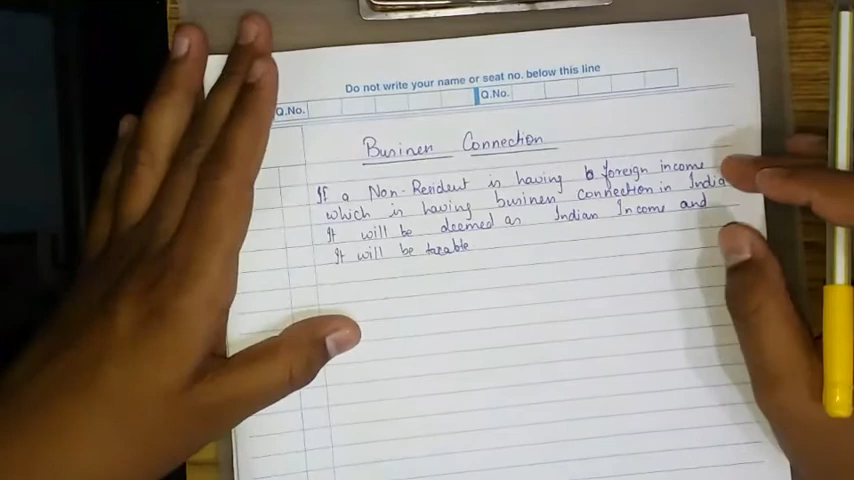 Do not write your name or seat no. below this line
Q.No. Q.No.
Business Connection
If a Non-Resident is having foreign income
which is having business connection in India
It will be deemed as Indian Income and
It will be taxable